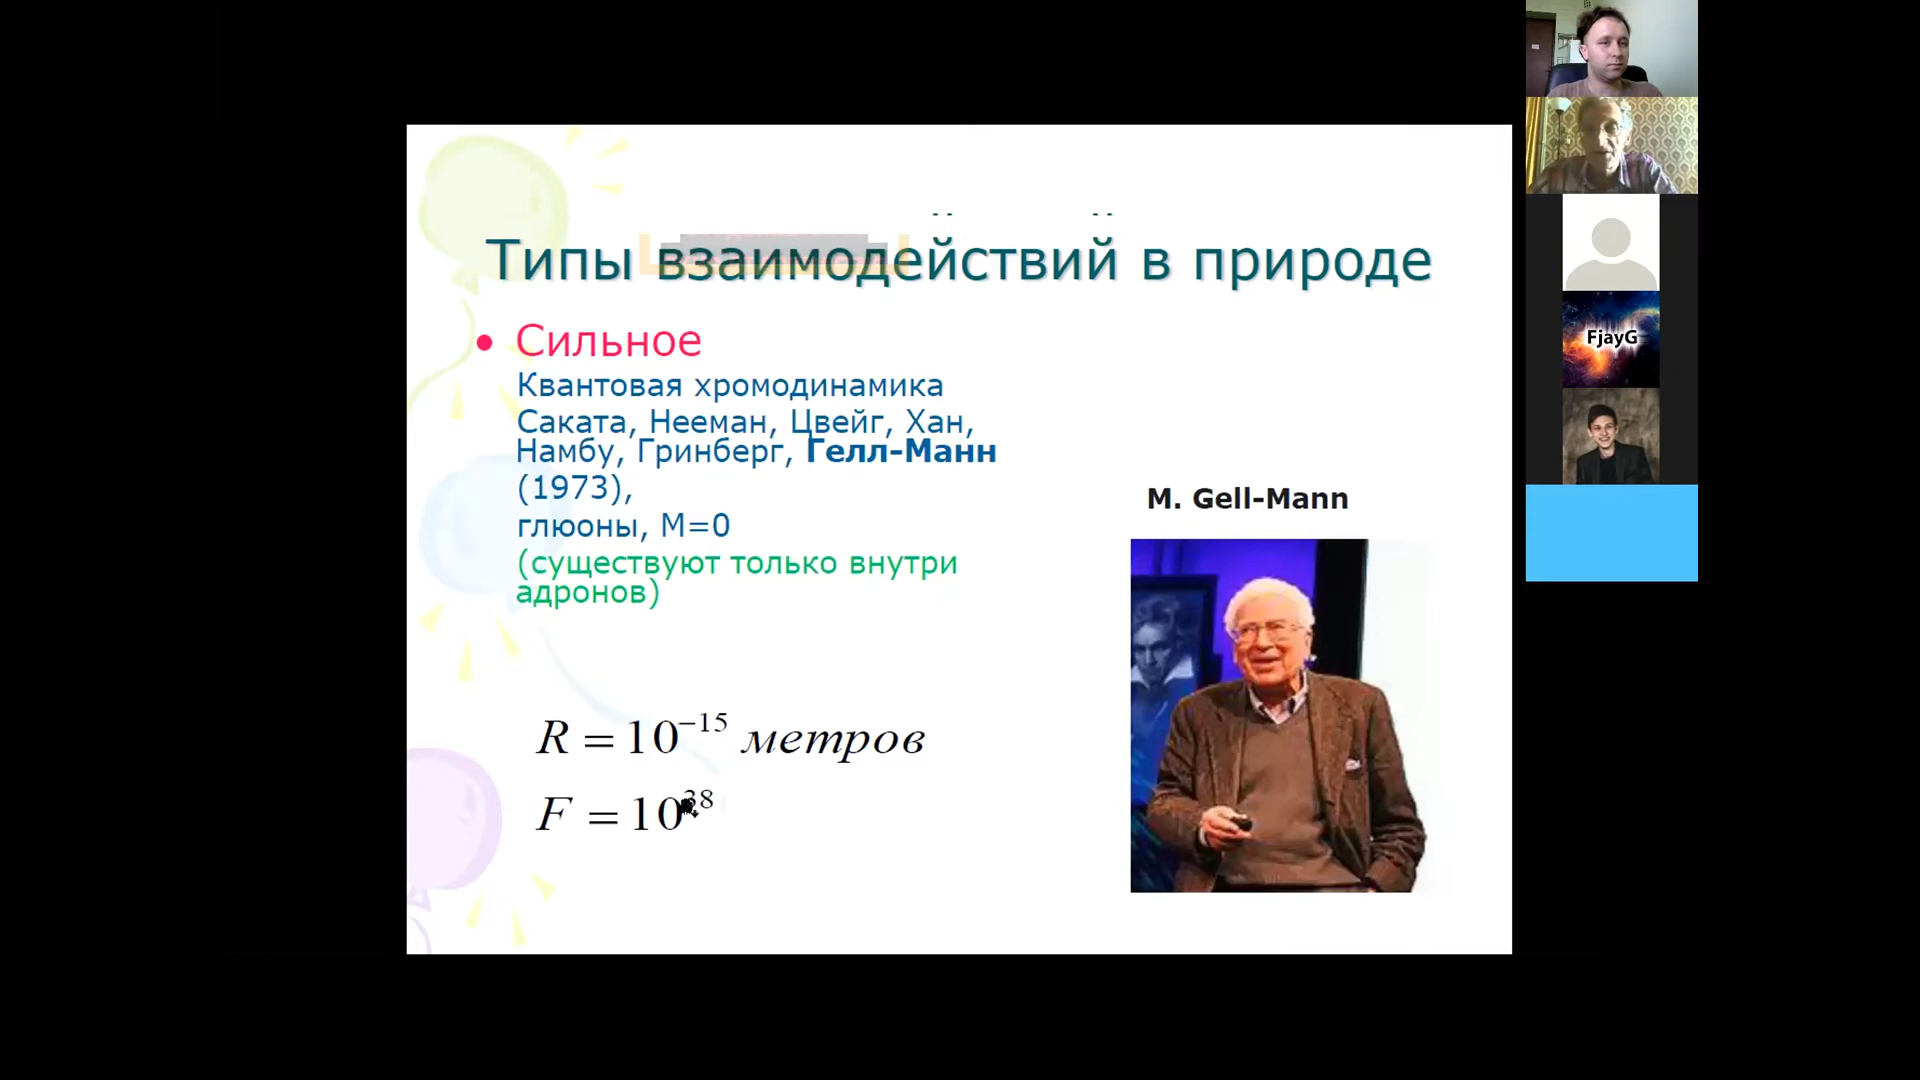 Типы взаимодействий в природе
• Сильное
Квантовая хромодинамика
Саката, Нееман, Цвейг, Хан,
Намбу, Гринберг, Гелл-Манн
(1973),
глюоны, М=0
(существуют только внутри
адронов)
M. Gell-Mann
R = 10⁻¹⁵ метров
F = 10³⁸
FjayG